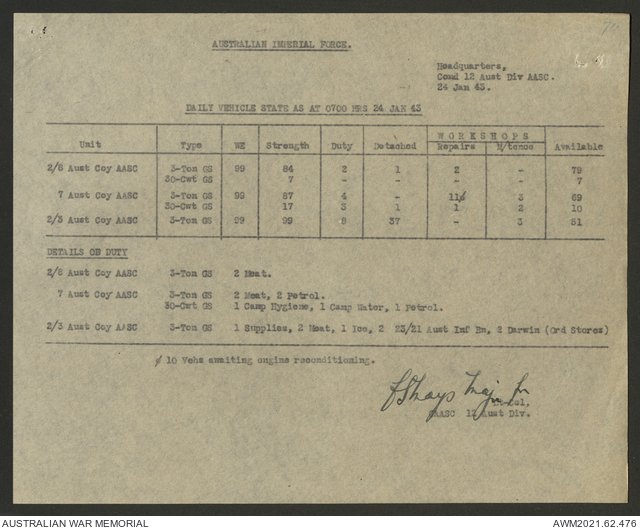 AUSTRALIAN IMPERIAL FORCE.
Headquarters,
Comd 12 Aust Div AASC.
24 Jan 43.
DAILY VEHICLE STATE AS AT 0700 HRS 24 JAN 43
WORKSHOPS
Unit Type WE Strength Duty Detached Repairs M/tence Available
2/8 Aust Coy AASC 3-Ton GS 99 84 2 1 2 - 79
30-Cwt GS 7 - - - - 7
7 Aust Coy AASC 3-Ton GS 99 87 4 - 11ø 3 69
30-Cwt GS 17 3 1 1 2 10
2/3 Aust Coy AASC 3-Ton GS 99 99 8 37 - 3 51
DETAILS OF DUTY
2/8 Aust Coy AASC 3-Ton GS 2 Meat.
7 Aust Coy AASC 3-Ton GS 2 Meat, 2 Petrol.
30-Cwt GS 1 Camp Hygiene, 1 Camp Water, 1 Petrol.
2/3 Aust Coy AASC 3-Ton GS 1 Supplies, 2 Meat, 1 Ice, 2 23/21 Aust Inf Bn, 2 Darwin (Ord Stores)
ø 10 Vehs awaiting engine reconditioning.
Maj
AASC 12 Aust Div.
AUSTRALIAN WAR MEMORIAL
AWM2021.62.476